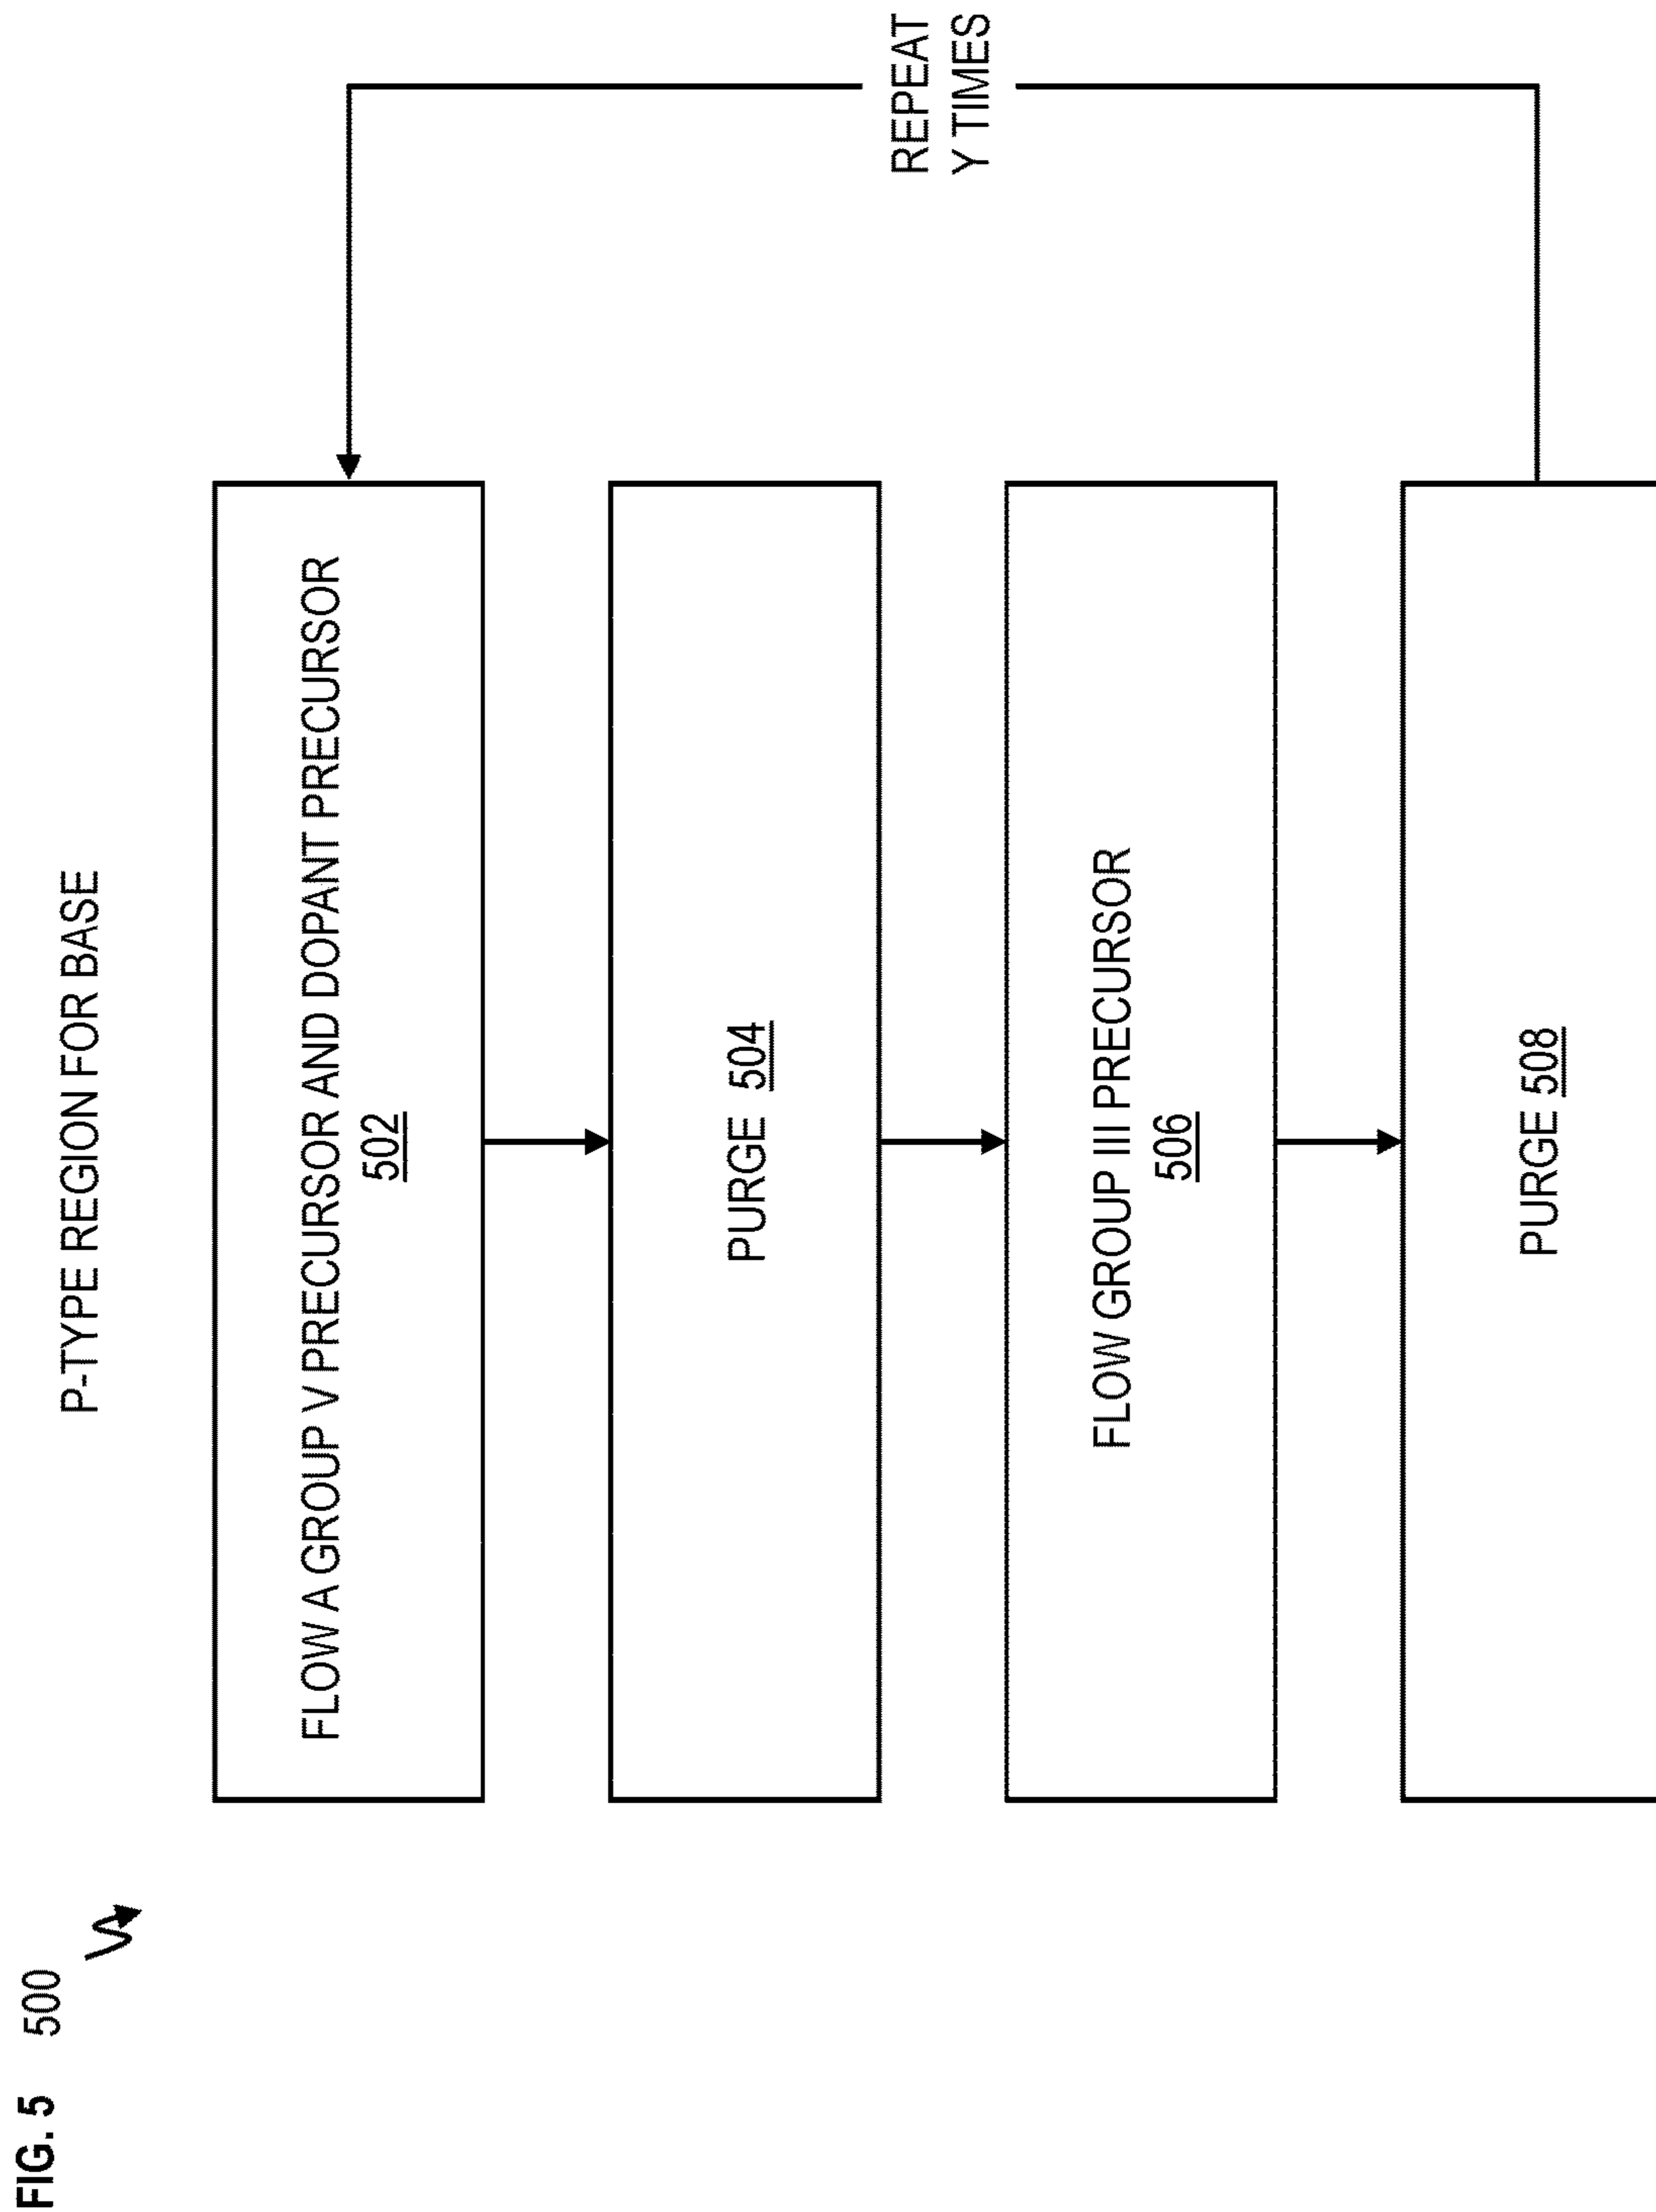 FIG. 5 500
P-TYPE REGION FOR BASE
FLOW A GROUP V PRECURSOR AND DOPANT PRECURSOR
502
PURGE 504
FLOW GROUP III PRECURSOR
506
PURGE 508
REPEAT
Y TIMES